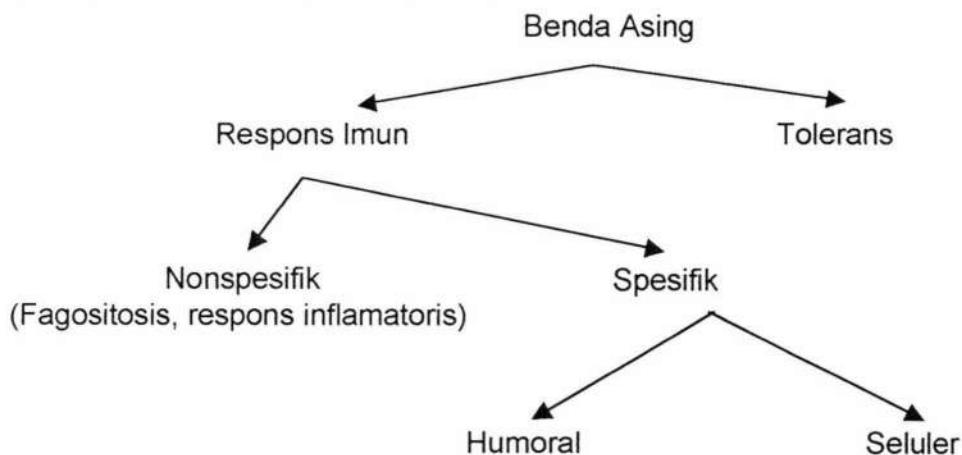 Benda Asing
Respons Imun
Tolerans
Nonspesifik
(Fagositosis, respons inflamatoris)
Spesifik
Humoral
Seluler